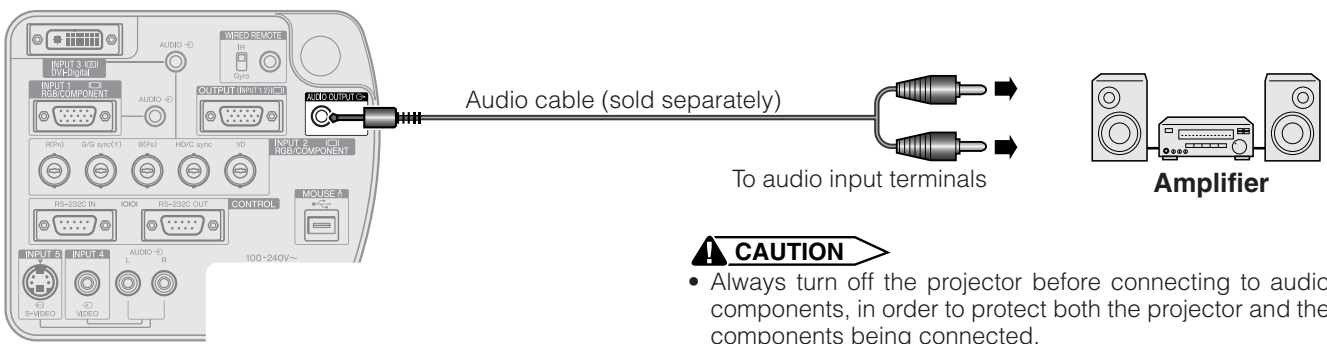 AUDIO
WIRED REMOTE
IR
Gyro
INPUT 3
DVI-Digital
INPUT 1
RGB/COMPONENT
AUDIO
OUTPUT (INPUT 1,2)
AUDIO OUTPUT
Audio cable (sold separately)
R(PR) G/G sync(Y) B(PB) HD/C sync VD
INPUT 2
RGB/COMPONENT
To audio input terminals
Amplifier
RS-232C IN IOIOI RS-232C OUT CONTROL
MOUSE
INPUT 5 INPUT 4 AUDIO
L R
100-240V~
S-VIDEO VIDEO
CAUTION
• Always turn off the projector before connecting to audio
components, in order to protect both the projector and the
components being connected.